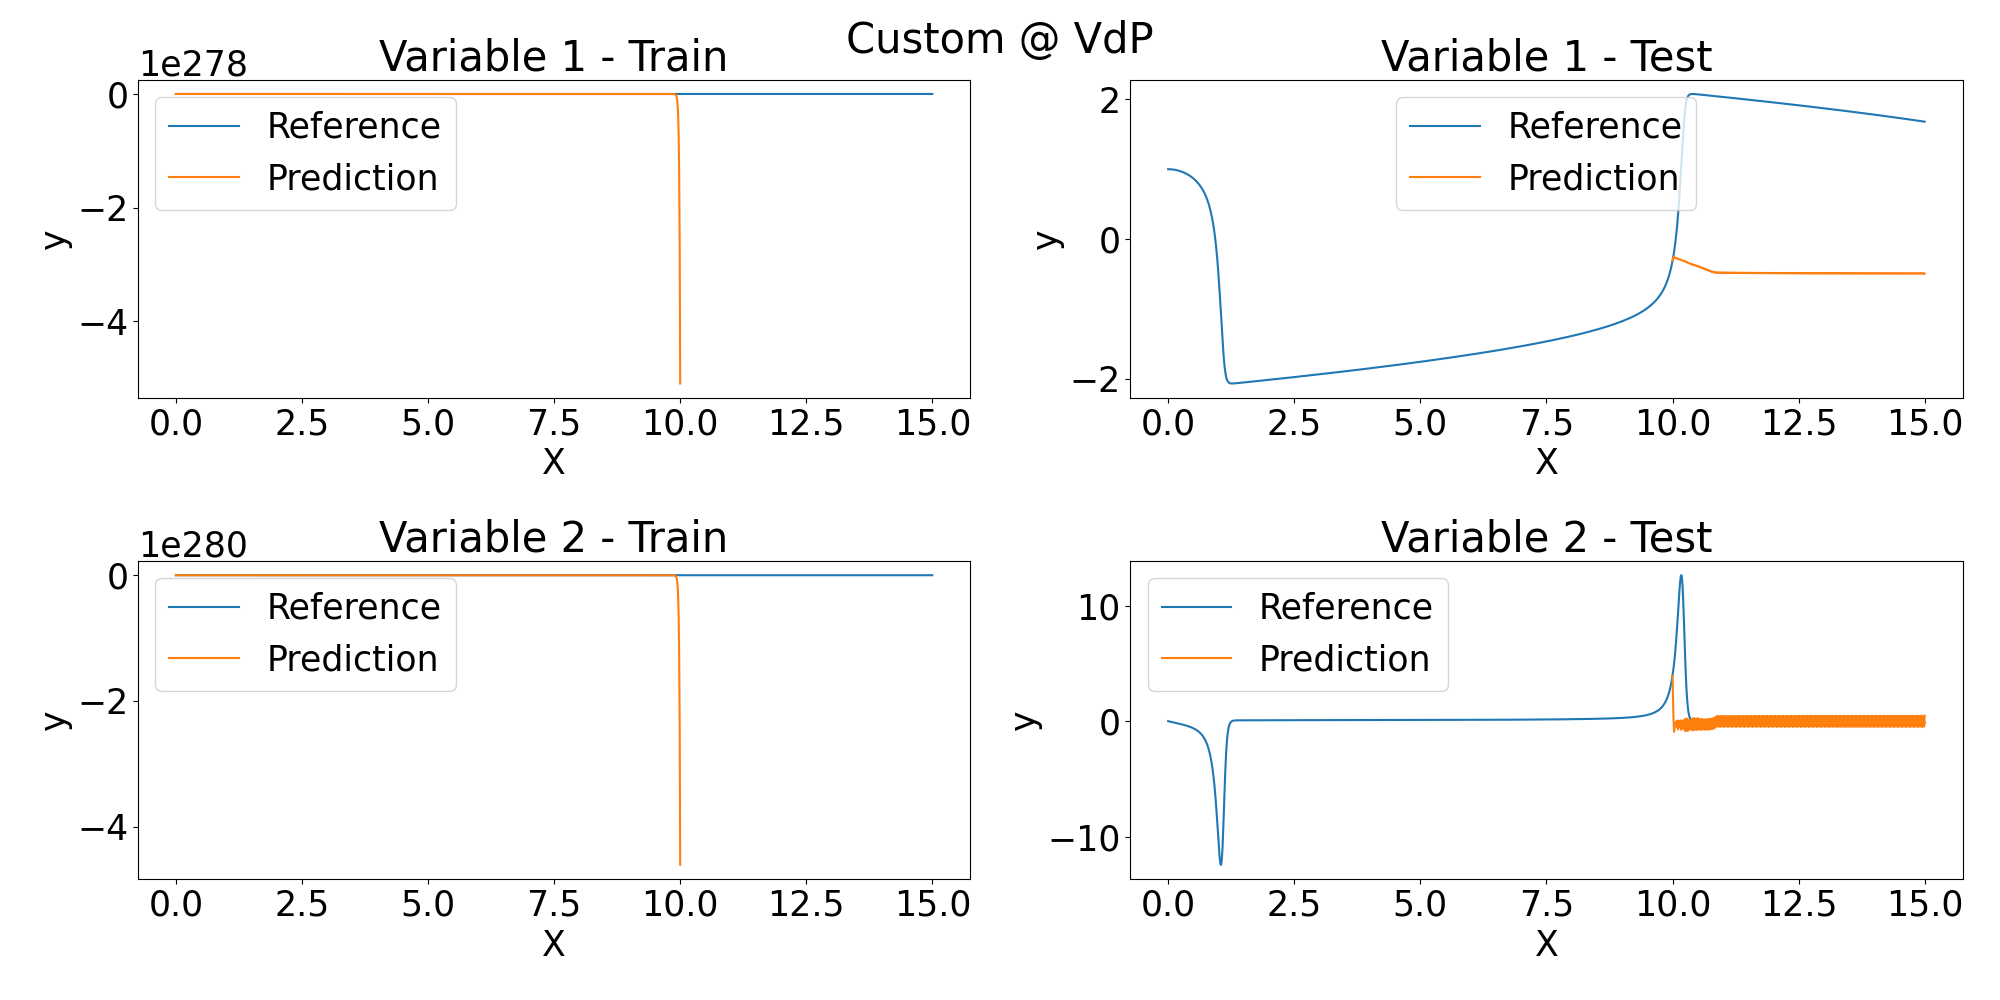 Custom @ VdP
Variable 1 - Train
1e278
0
−2
−4
y
Reference
Prediction
0.0 2.5 5.0 7.5 10.0 12.5 15.0
X
Variable 1 - Test
2
0
−2
y
Reference
Prediction
0.0 2.5 5.0 7.5 10.0 12.5 15.0
X
Variable 2 - Train
1e280
0
−2
−4
y
Reference
Prediction
0.0 2.5 5.0 7.5 10.0 12.5 15.0
X
Variable 2 - Test
10
0
−10
y
Reference
Prediction
0.0 2.5 5.0 7.5 10.0 12.5 15.0
X